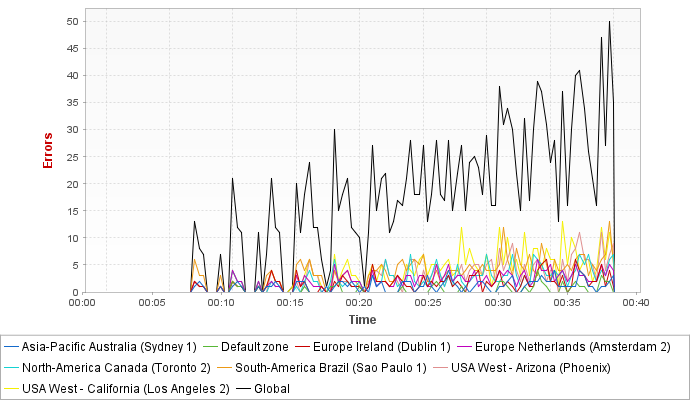 50
45
40
35
30
25
20
15
10
5
0
Errors
00:00 00:05 00:10 00:15 00:20 00:25 00:30 00:35 00:40
Time
Asia-Pacific Australia (Sydney 1) Default zone Europe Ireland (Dublin 1) Europe Netherlands (Amsterdam 2)
North-America Canada (Toronto 2) South-America Brazil (Sao Paulo 1) USA West - Arizona (Phoenix)
USA West - California (Los Angeles 2) Global